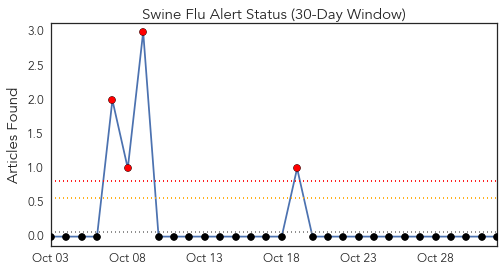 Swine Flu Alert Status (30-Day Window)
Articles Found
3.0
2.5
2.0
1.5
1.0
0.5
0.0
Oct 03 Oct 08 Oct 13 Oct 18 Oct 23 Oct 28